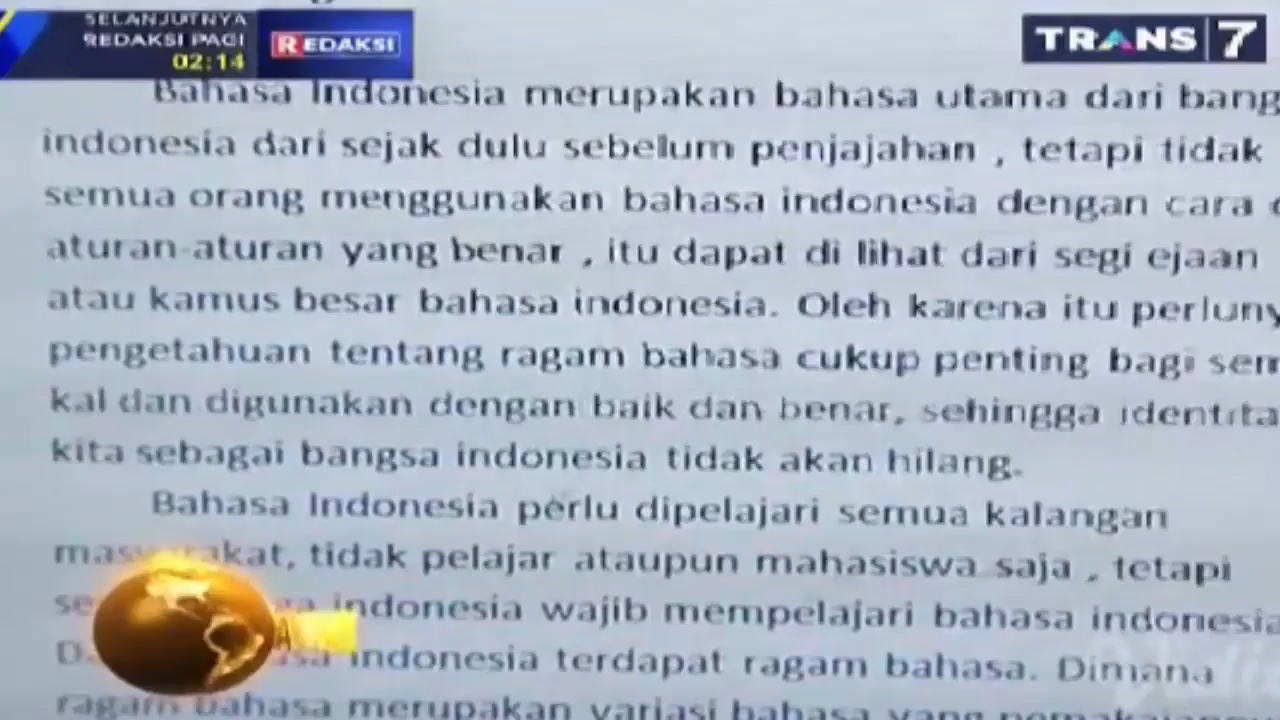 SELANJUTNYA
REDAKSI PAGI
02:14
REDAKSI
TRANS 7
Bahasa Indonesia merupakan bahasa utama dari bang
indonesia dari sejak dulu sebelum penjajahan , tetapi tidak
semua orang menggunakan bahasa indonesia dengan cara
aturan-aturan yang benar , itu dapat di lihat dari segi ejaan
atau kamus besar bahasa indonesia. Oleh karena itu perluny
pengetahuan tentang ragam bahasa cukup penting bagi sem
kal dan digunakan dengan baik dan benar, sehingga identita
kita sebagai bangsa indonesia tidak akan hilang.
Bahasa Indonesia perlu dipelajari semua kalangan
masyarakat, tidak pelajar ataupun mahasiswa saja , tetapi
indonesia wajib mempelajari bahasa indonesia
indonesia terdapat ragam bahasa. Dimana
ragam bahasa merupakan variasi bahasa yang